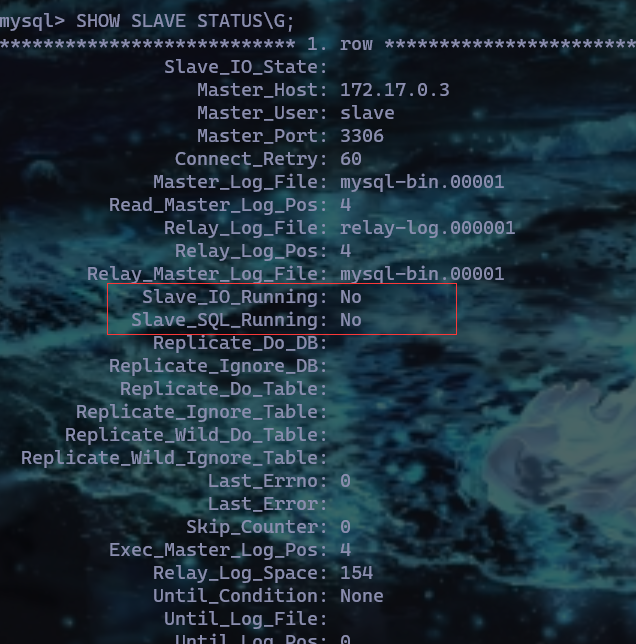 mysql> SHOW SLAVE STATUS\G;
*************************** 1. row ***********************
Slave_IO_State:
Master_Host: 172.17.0.3
Master_User: slave
Master_Port: 3306
Connect_Retry: 60
Master_Log_File: mysql-bin.00001
Read_Master_Log_Pos: 4
Relay_Log_File: relay-log.000001
Relay_Log_Pos: 4
Relay_Master_Log_File: mysql-bin.00001
Slave_IO_Running: No
Slave_SQL_Running: No
Replicate_Do_DB:
Replicate_Ignore_DB:
Replicate_Do_Table:
Replicate_Ignore_Table:
Replicate_Wild_Do_Table:
Replicate_Wild_Ignore_Table:
Last_Errno: 0
Last_Error:
Skip_Counter: 0
Exec_Master_Log_Pos: 4
Relay_Log_Space: 154
Until_Condition: None
Until_Log_File:
Until_Log_Pos: 0